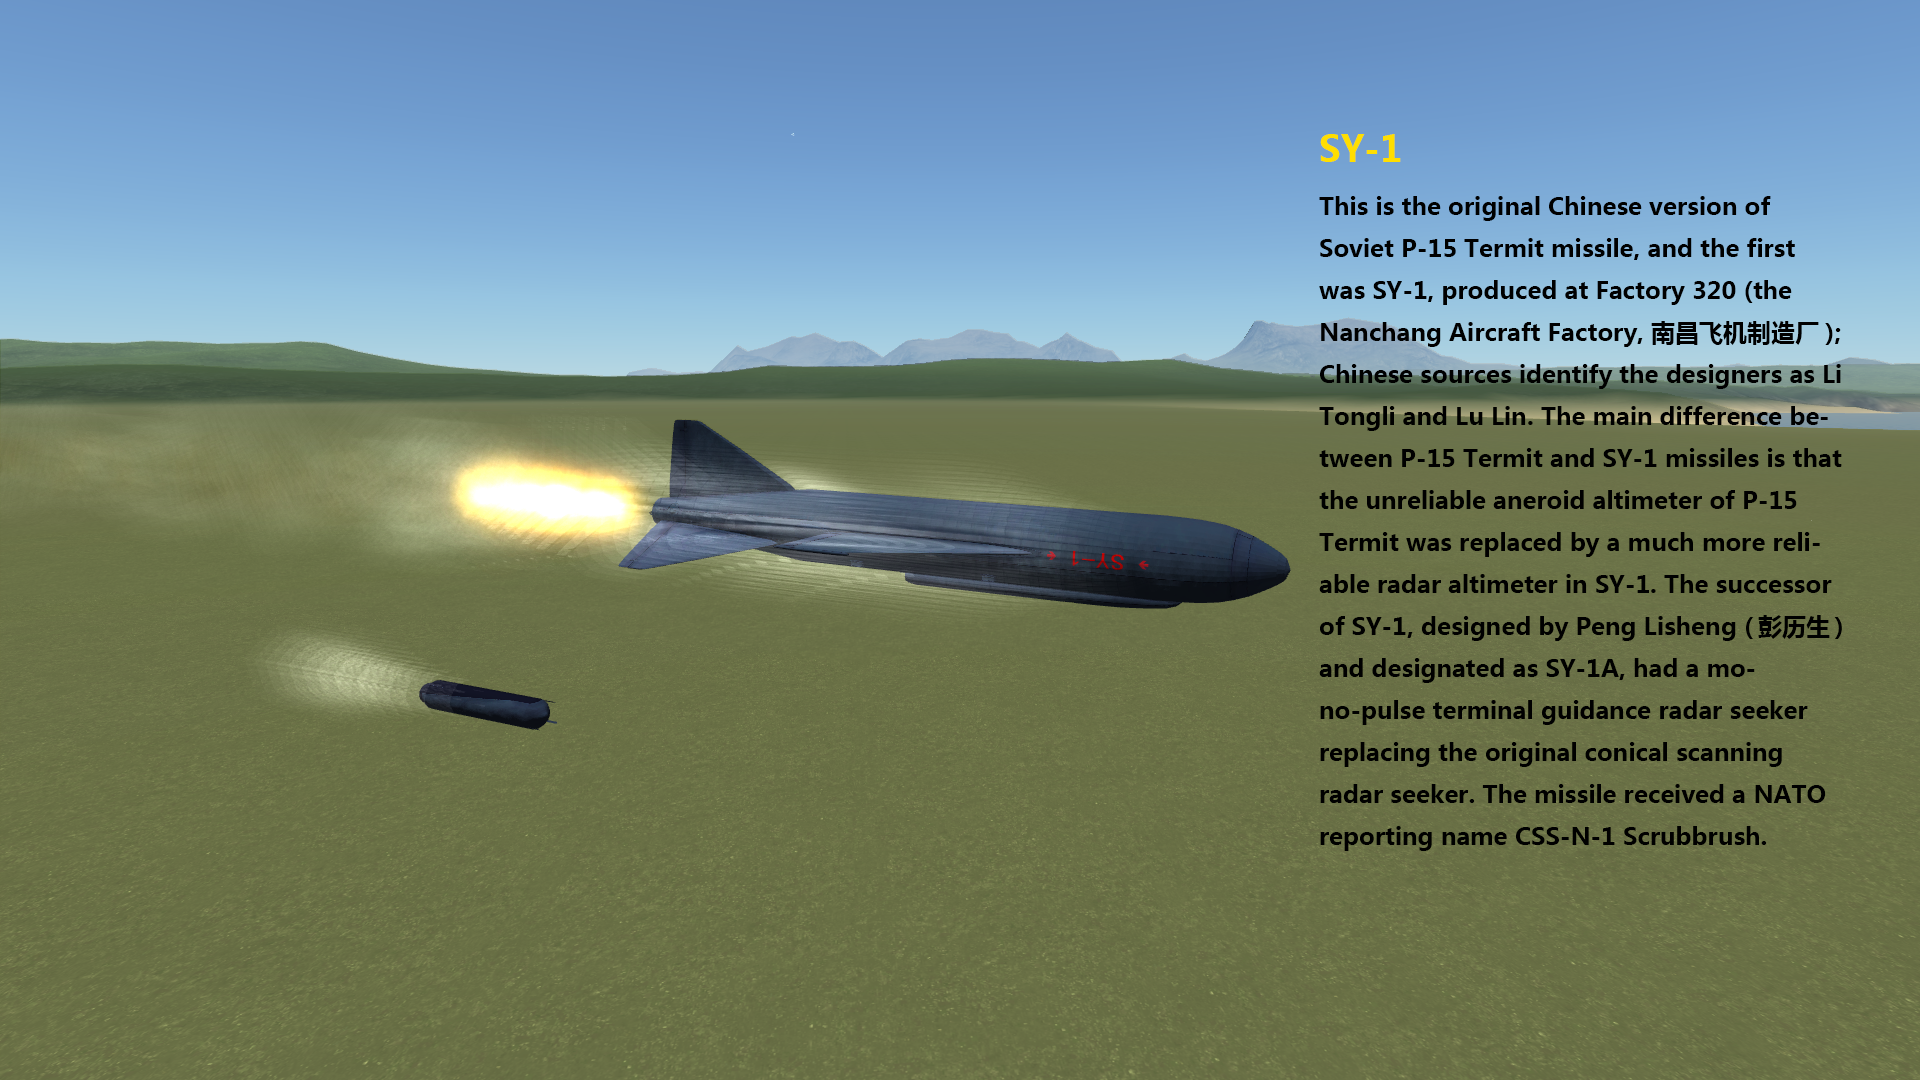 SY-1
This is the original Chinese version of
Soviet P-15 Termit missile, and the first
was SY-1, produced at Factory 320 (the
Nanchang Aircraft Factory, 南昌飞机制造厂);
Chinese sources identify the designers as Li
Tongli and Lu Lin. The main difference be-
tween P-15 Termit and SY-1 missiles is that
the unreliable aneroid altimeter of P-15
Termit was replaced by a much more reli-
able radar altimeter in SY-1. The successor
of SY-1, designed by Peng Lisheng (彭历生)
and designated as SY-1A, had a mo-
no-pulse terminal guidance radar seeker
replacing the original conical scanning
radar seeker. The missile received a NATO
reporting name CSS-N-1 Scrubbrush.
SY-1